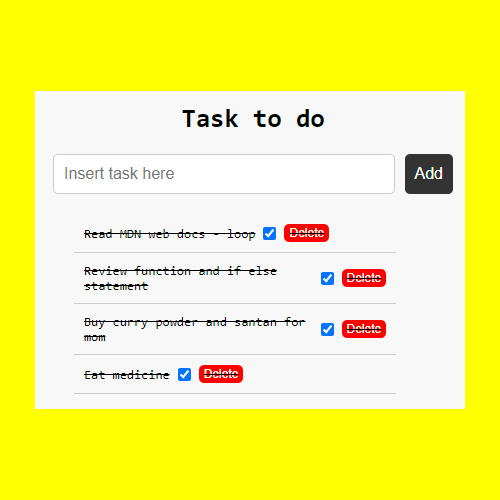 Task to do
Insert task here
Add
Read MDN web docs - loop Delete
Review function and if else
statement Delete
Buy curry powder and santan for
mom Delete
Eat medicine Delete